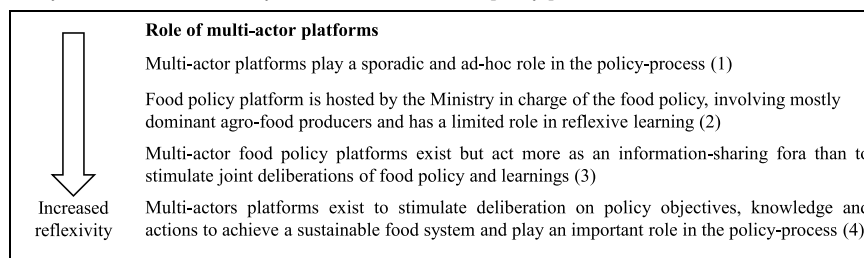 Role of multi-actor platforms
Multi-actor platforms play a sporadic and ad-hoc role in the policy-process (1)
Food policy platform is hosted by the Ministry in charge of the food policy, involving mostly
dominant agro-food producers and has a limited role in reflexive learning (2)
Multi-actor food policy platforms exist but act more as an information-sharing fora than to
stimulate joint deliberations of food policy and learnings (3)
Multi-actors platforms exist to stimulate deliberation on policy objectives, knowledge and
actions to achieve a sustainable food system and play an important role in the policy-process (4)
Increased
reflexivity